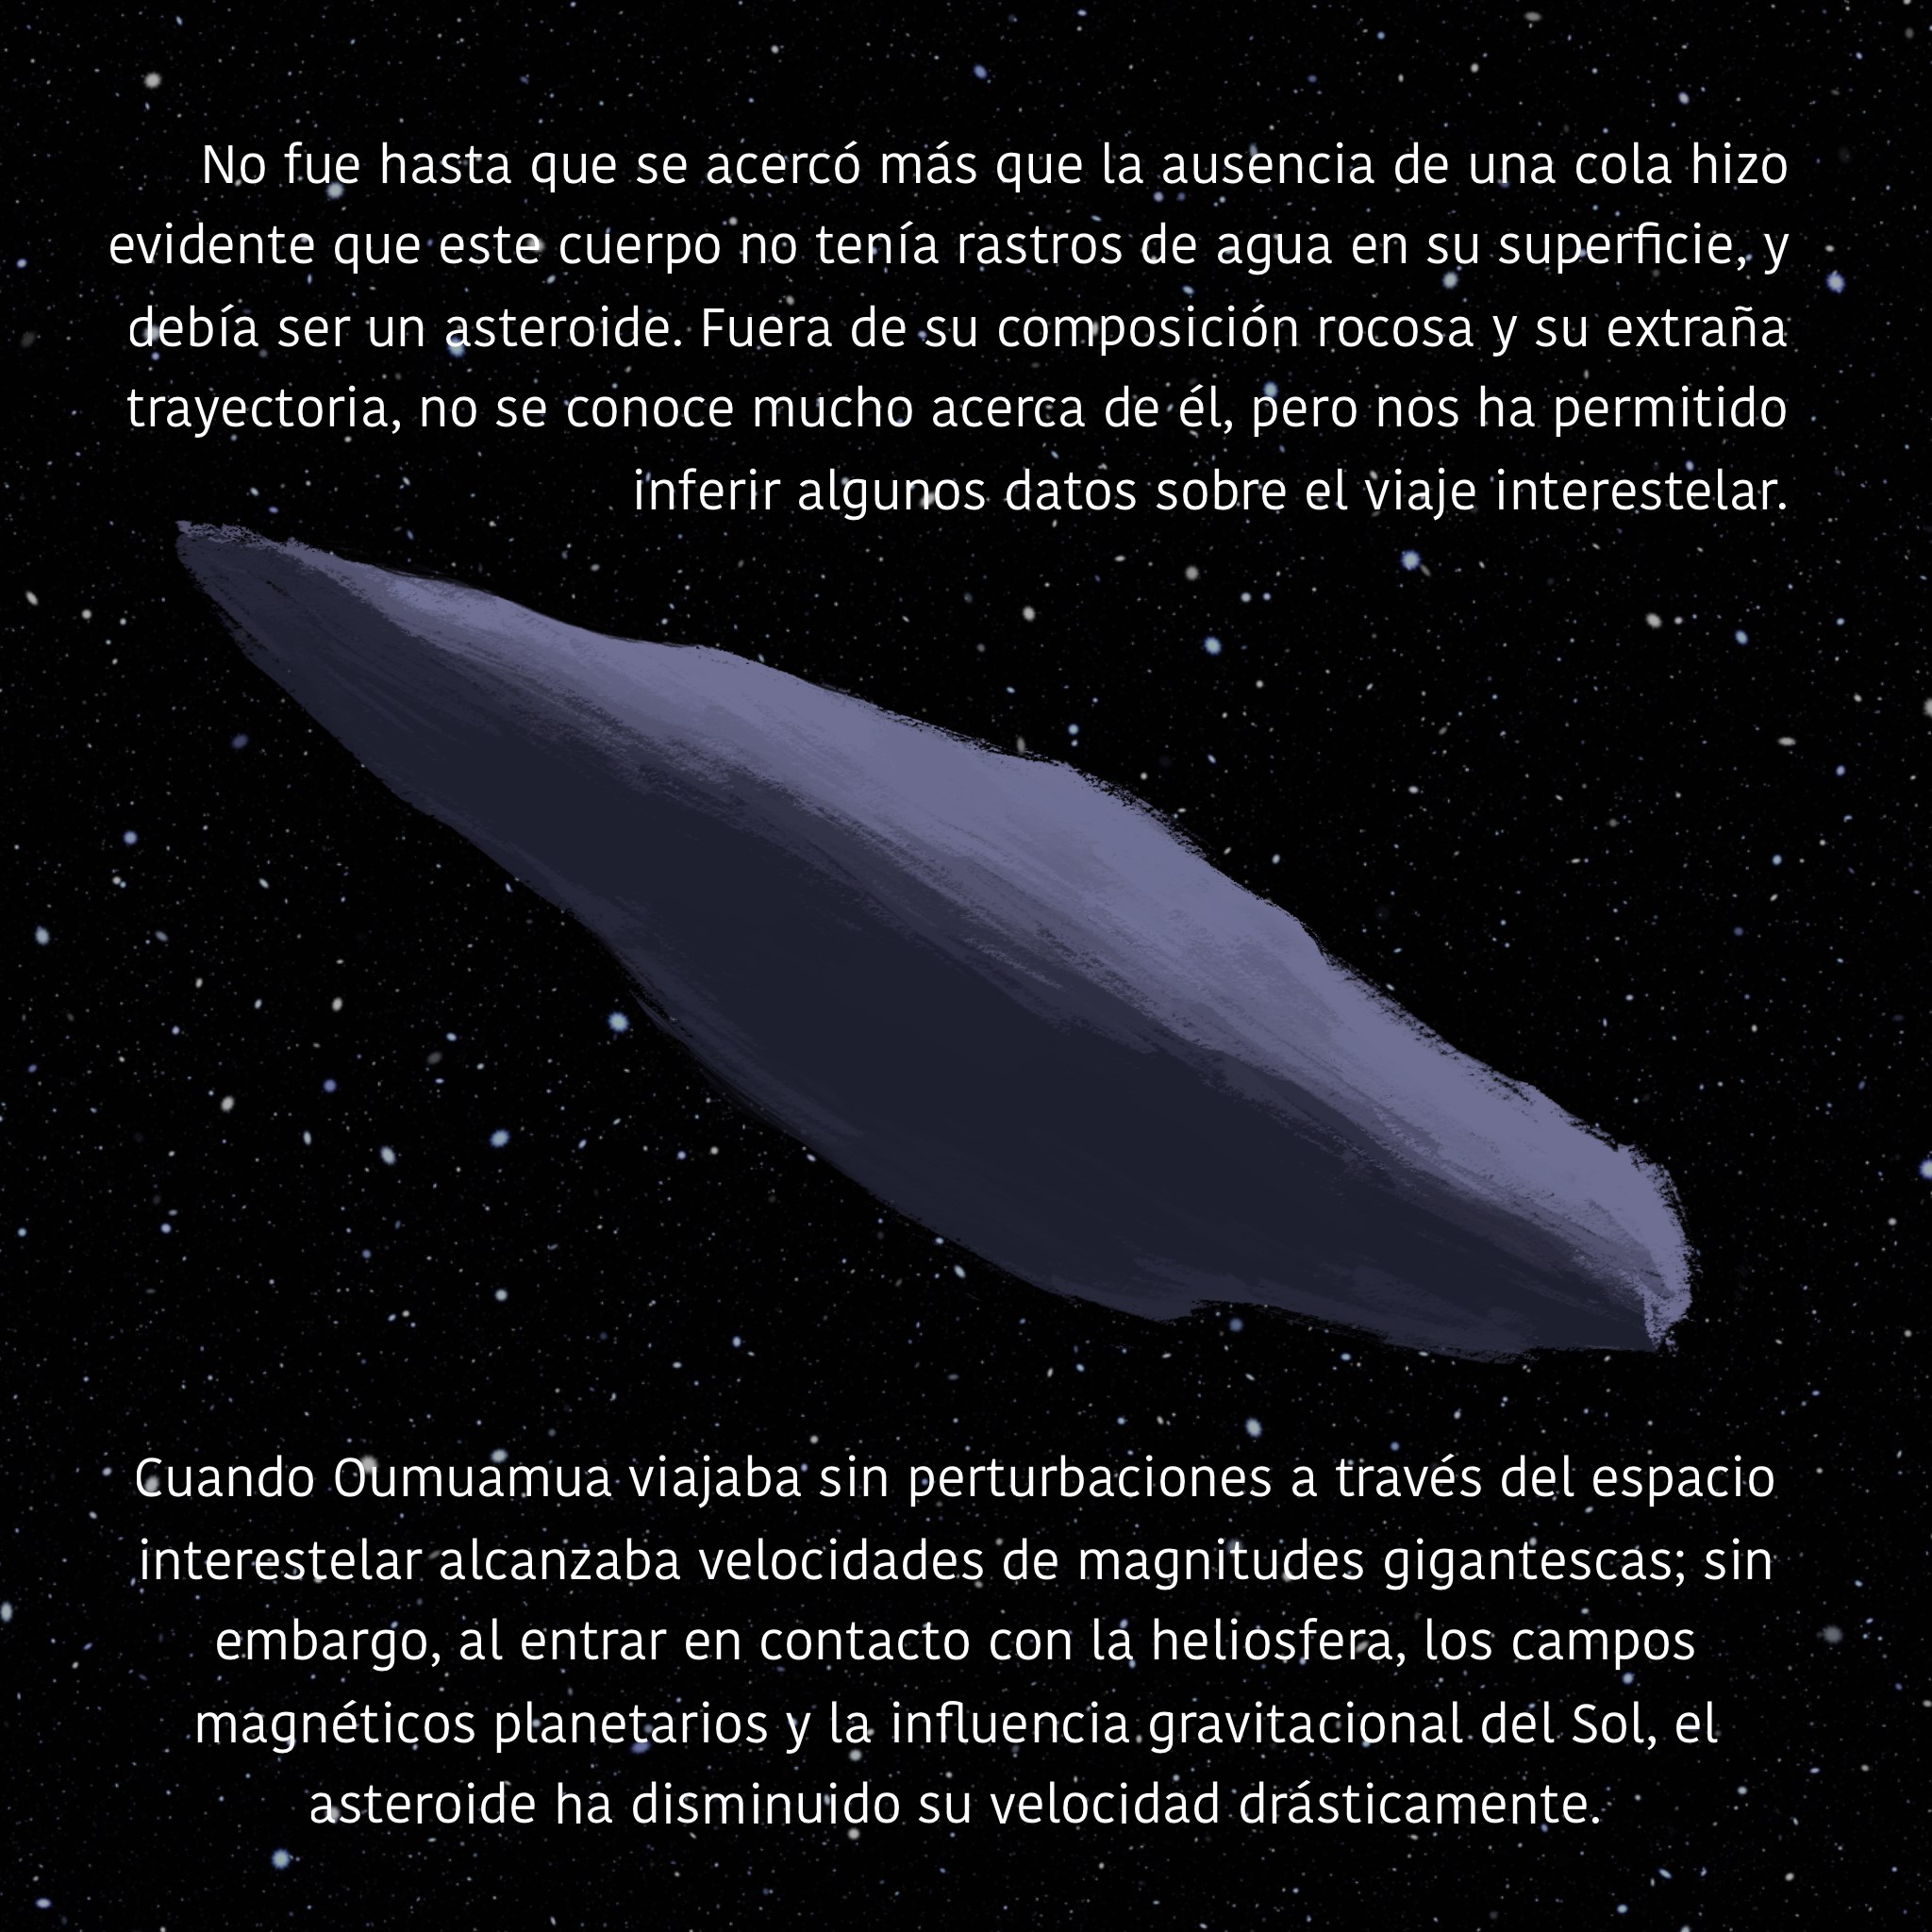 No fue hasta que se acercó más que la ausencia de una cola hizo
evidente que este cuerpo no tenía rastros de agua en su superficie, y
debía ser un asteroide. Fuera de su composición rocosa y su extraña
trayectoria, no se conoce mucho acerca de él, pero nos ha permitido
inferir algunos datos sobre el viaje interestelar.
Cuando Oumuamua viajaba sin perturbaciones a través del espacio
interestelar alcanzaba velocidades de magnitudes gigantescas; sin
embargo, al entrar en contacto con la heliosfera, los campos
magnéticos planetarios y la influencia gravitacional del Sol, el
asteroide ha disminuido su velocidad drásticamente.